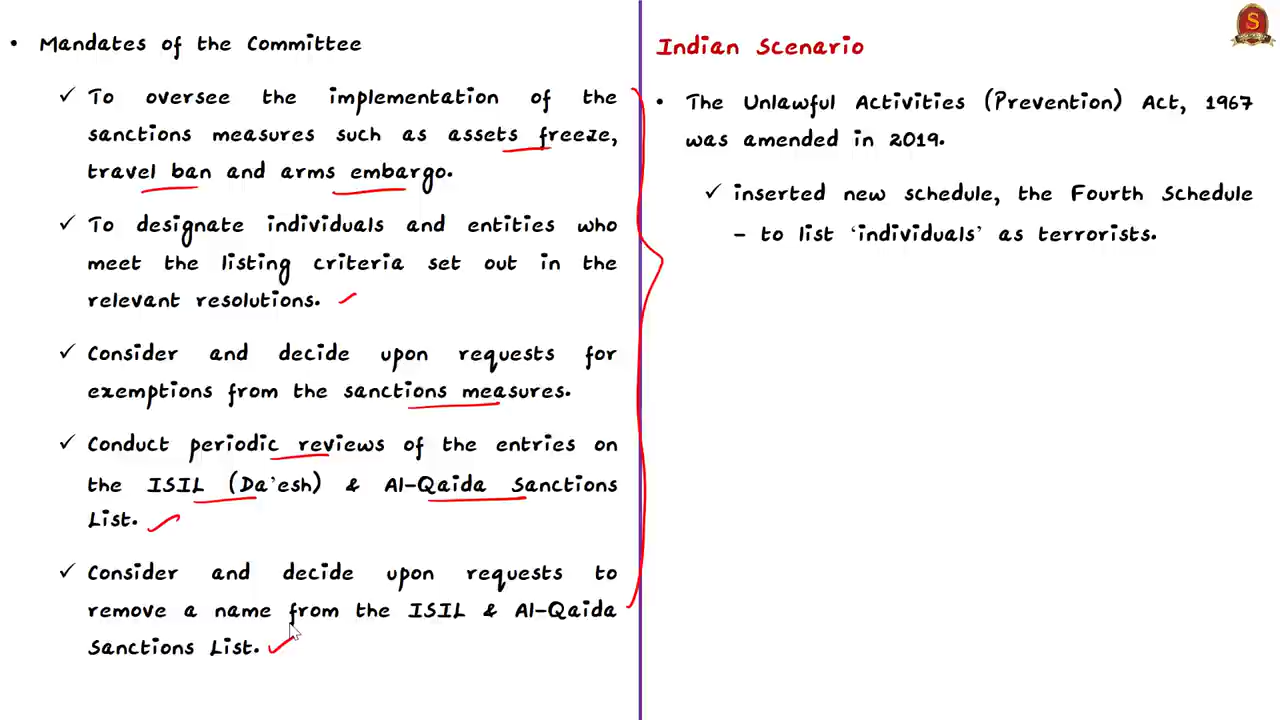 • Mandates of the Committee
✓ To oversee the implementation of the
sanctions measures such as assets freeze,
travel ban and arms embargo.
✓ To designate individuals and entities who
meet the listing criteria set out in the
relevant resolutions.
✓ Consider and decide upon requests for
exemptions from the sanctions measures.
✓ Conduct periodic reviews of the entries on
the ISIL (Da'esh) & Al-Qaida Sanctions
List.
✓ Consider and decide upon requests to
remove a name from the ISIL & Al-Qaida
Sanctions List.
Indian Scenario
• The Unlawful Activities (Prevention) Act, 1967
was amended in 2019.
✓ inserted new schedule, the Fourth Schedule
- to list 'individuals' as terrorists.
S